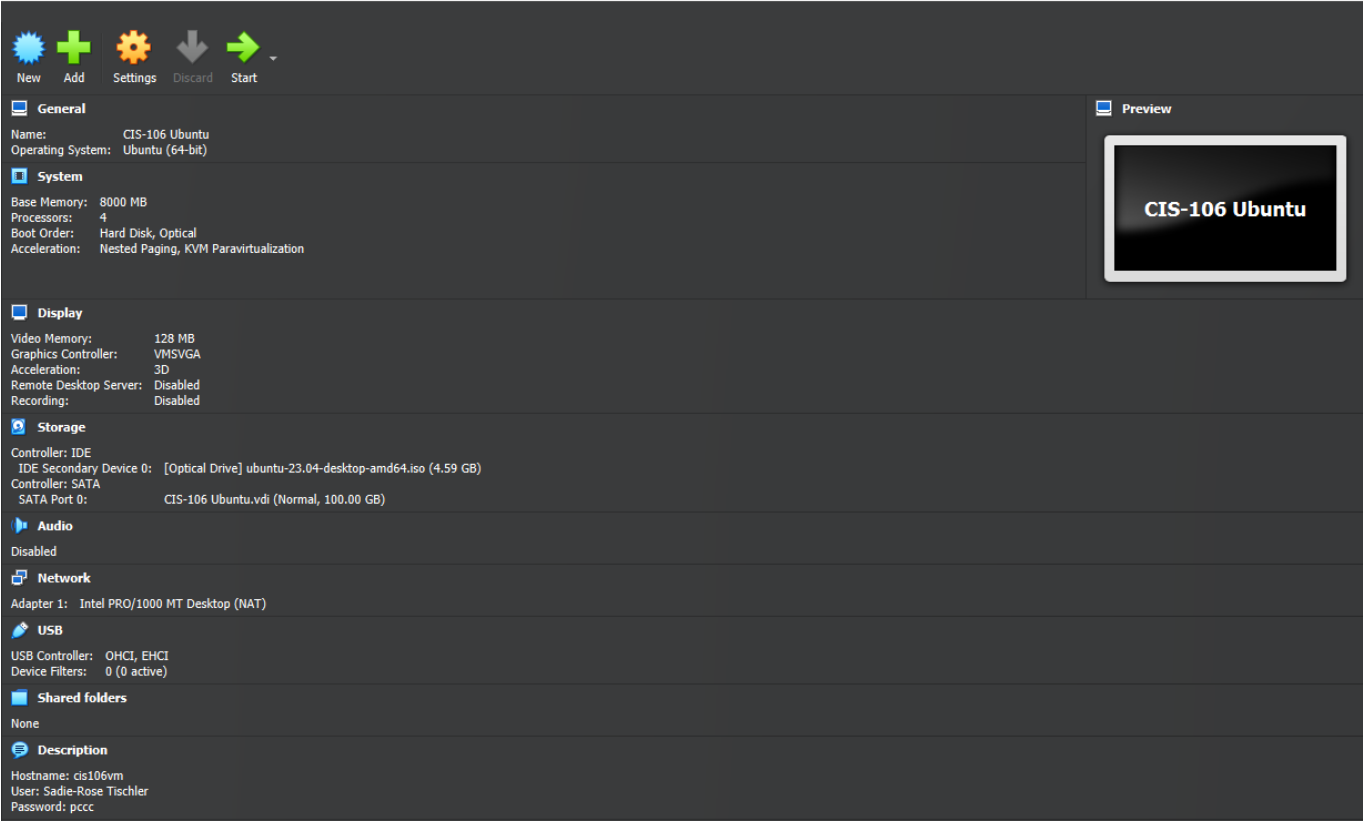 New Add Settings Discard Start
General
Name: CIS-106 Ubuntu
Operating System: Ubuntu (64-bit)
System
Base Memory: 8000 MB
Processors: 4
Boot Order: Hard Disk, Optical
Acceleration: Nested Paging, KVM Paravirtualization
Preview
CIS-106 Ubuntu
Display
Video Memory: 128 MB
Graphics Controller: VMSVGA
Acceleration: 3D
Remote Desktop Server: Disabled
Recording: Disabled
Storage
Controller: IDE
IDE Secondary Device 0: [Optical Drive] ubuntu-23.04-desktop-amd64.iso (4.59 GB)
Controller: SATA
SATA Port 0: CIS-106 Ubuntu.vdi (Normal, 100.00 GB)
Audio
Disabled
Network
Adapter 1: Intel PRO/1000 MT Desktop (NAT)
USB
USB Controller: OHCI, EHCI
Device Filters: 0 (0 active)
Shared folders
None
Description
Hostname: cis106vm
User: Sadie-Rose Tischler
Password: pccc